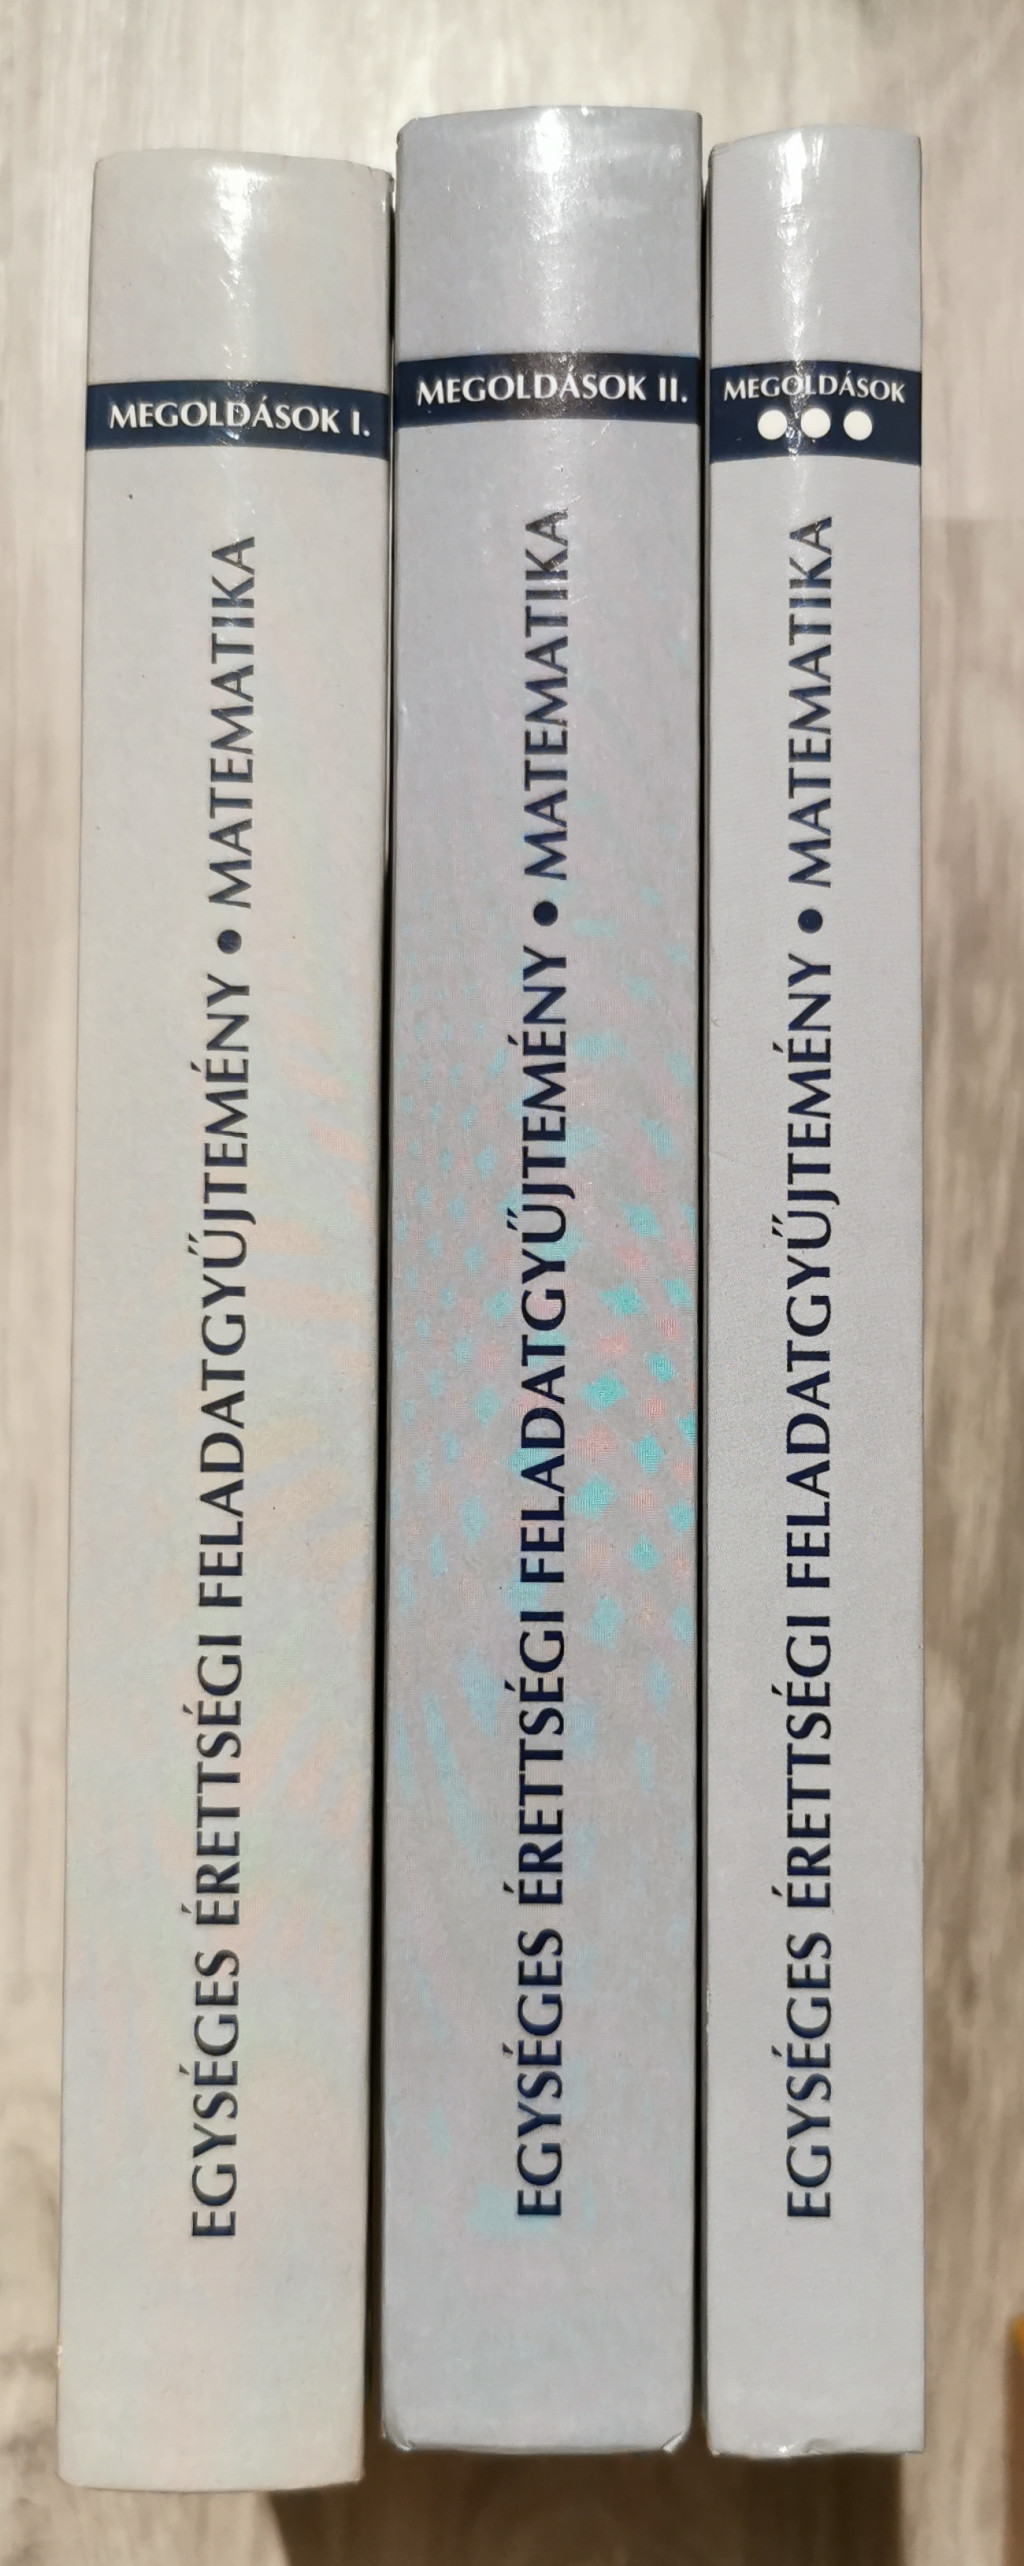 MEGOLDÁSOK I.
EGYSÉGES ÉRETTSÉGI FELADATGYŰJTEMÉNY • MATEMATIKA
MEGOLDÁSOK II.
EGYSÉGES ÉRETTSÉGI FELADATGYŰJTEMÉNY • MATEMATIKA
MEGOLDÁSOK
●●●
EGYSÉGES ÉRETTSÉGI FELADATGYŰJTEMÉNY • MATEMATIKA